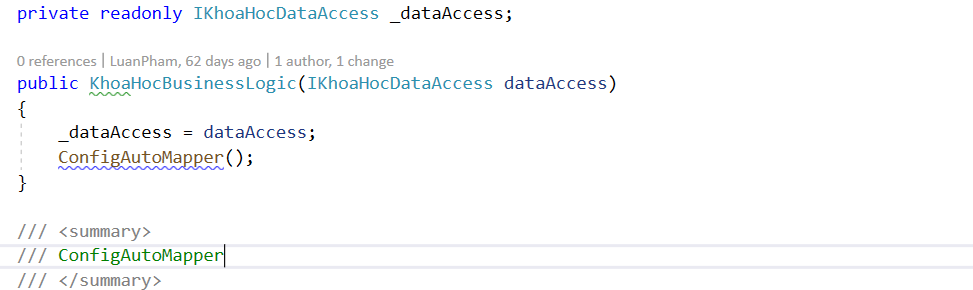 private readonly IKhoaHocDataAccess _dataAccess;
0 references | LuanPham, 62 days ago | 1 author, 1 change
public KhoaHocBusinessLogic(IKhoaHocDataAccess dataAccess)
{
_dataAccess = dataAccess;
ConfigAutoMapper();
}
/// <summary>
/// ConfigAutoMapper
/// </summary>